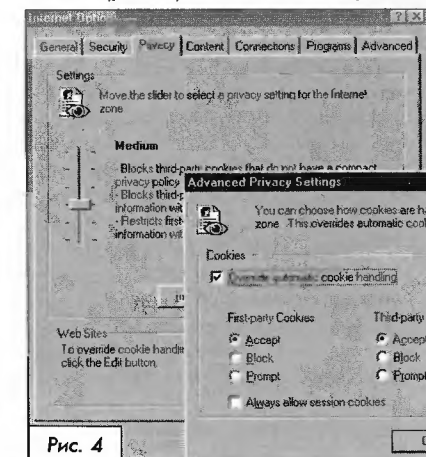 Internet Options
General Security Privacy Content Connections Programs Advanced
Settings
Move the slider to select a privacy setting for the Internet
zone
Medium
- Blocks third-party cookies that do not have a compact
privacy policy
- Blocks third-p
information wit
- Restricts first-
information wit
Web Sites
To override cookie handlin
click the Edit button.
Advanced Privacy Settings
You can choose how cookies are h
zone. This overrides automatic cook
Cookies
Override automatic cookie handling
First-party Cookies Third-party
Accept Accept
Block Block
Prompt Prompt
Always allow session cookies
Рис. 4